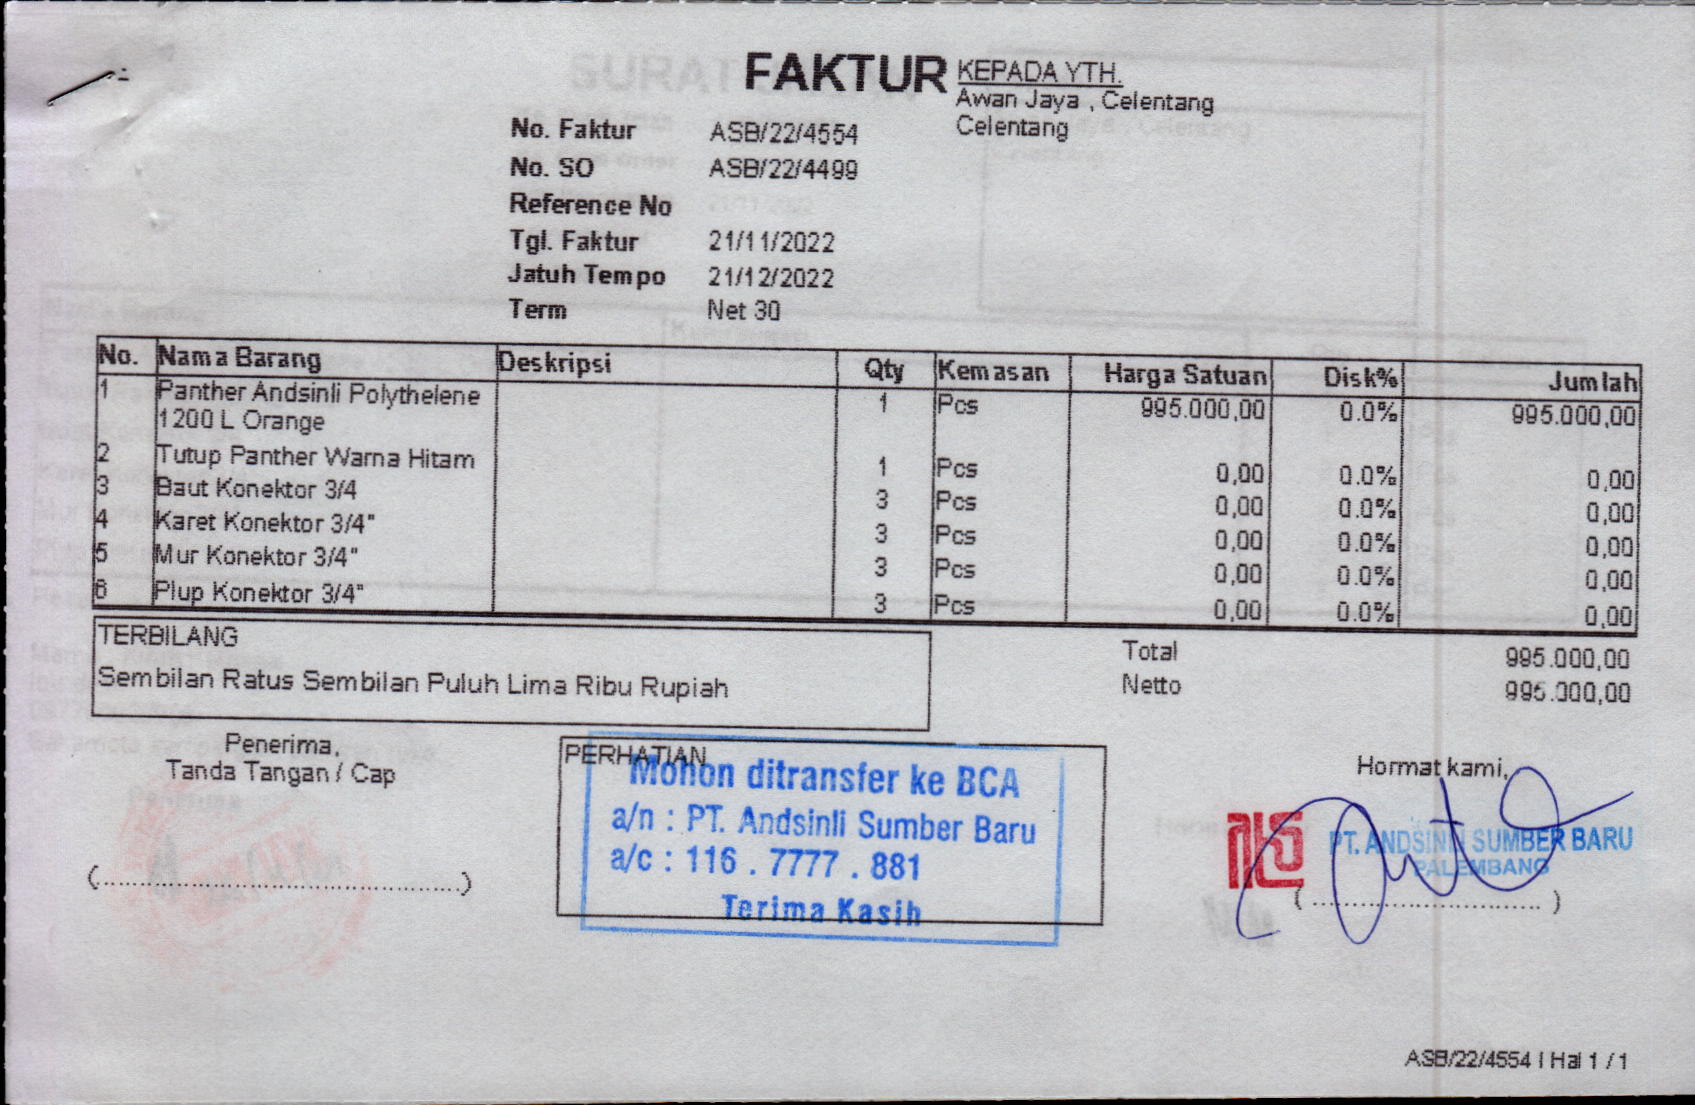 FAKTUR
KEPADA YTH.
Awan Jaya , Celentang
Celentang
No. Faktur ASB/22/4554
No. SO ASB/22/4499
Reference No
Tgl. Faktur 21/11/2022
Jatuh Tempo 21/12/2022
Term Net 30
No. Nama Barang Deskripsi Qty Kemasan Harga Satuan Disk% Jumlah
1 Panther Andsinli Polythelene 1 Pcs 995.000,00 0.0% 995.000,00
1200 L Orange
2 Tutup Panther Warna Hitam 1 Pcs 0,00 0.0% 0,00
3 Baut Konektor 3/4 3 Pcs 0,00 0.0% 0,00
4 Karet Konektor 3/4" 3 Pcs 0,00 0.0% 0,00
5 Mur Konektor 3/4" 3 Pcs 0,00 0.0% 0,00
6 Plup Konektor 3/4" 3 Pcs 0,00 0.0% 0,00
TERBILANG
Sembilan Ratus Sembilan Puluh Lima Ribu Rupiah
Total 995.000,00
Netto 995.000,00
Penerima,
Tanda Tangan / Cap
(..............................................)
PERHATIAN
Mohon ditransfer ke BCA
a/n : PT. Andsinli Sumber Baru
a/c : 116 . 7777 . 881
Terima Kasih
Hormat kami,
PT. ANDSINLI SUMBER BARU
PALEMBANG
( ............................. )
ASB/22/4554 | Hal 1 / 1